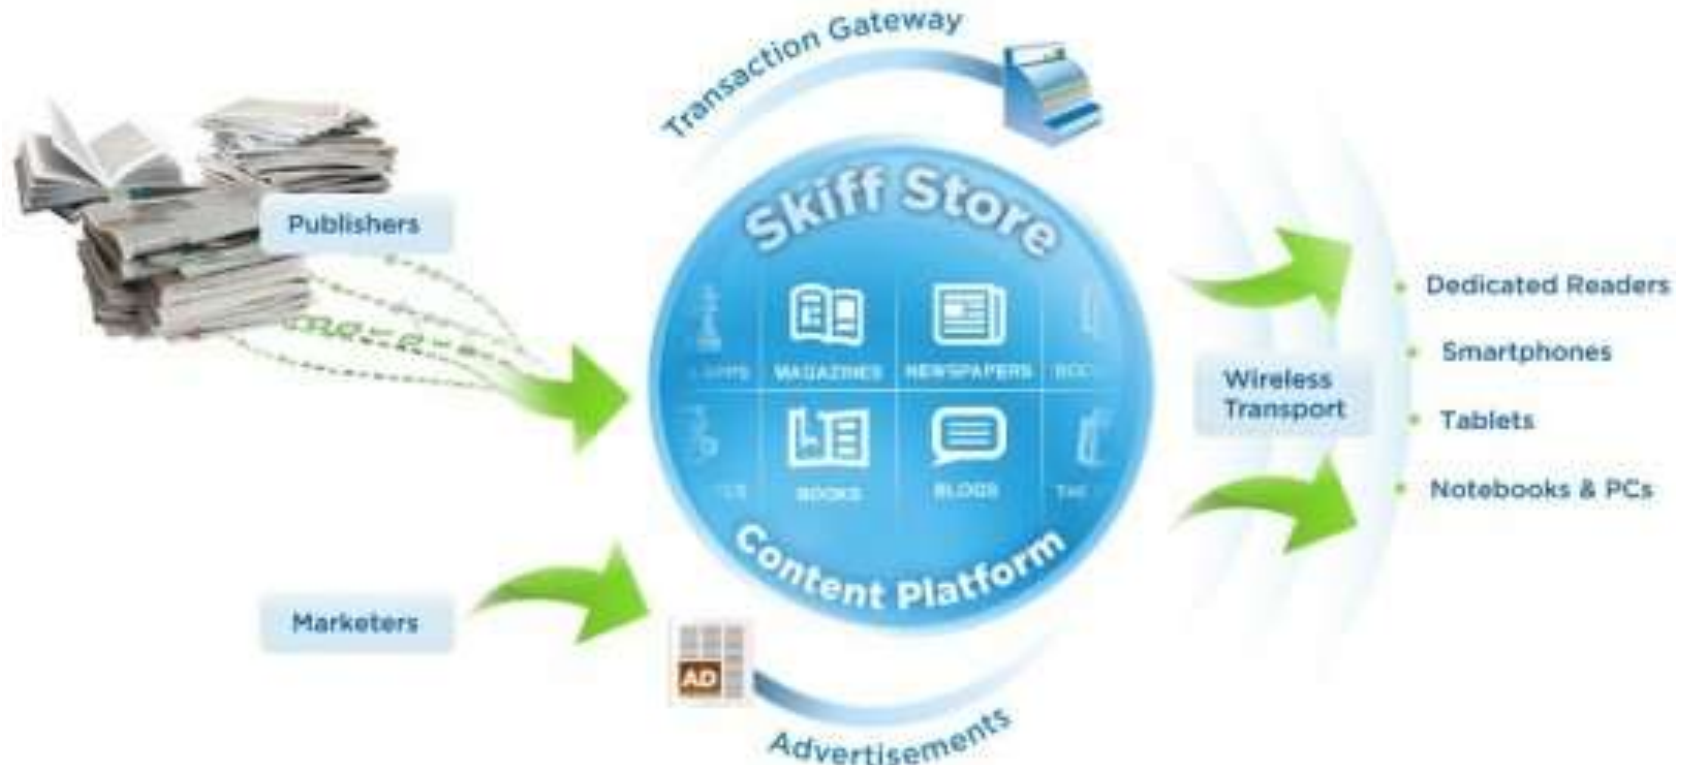 Transaction Gateway
Publishers
Skiff Store
MAGAZINES
NEWSPAPERS
BOOKS
BLOGS
Content Platform
Wireless
Transport
Dedicated Readers
Smartphones
Tablets
Notebooks & PCs
Marketers
AD
Advertisements